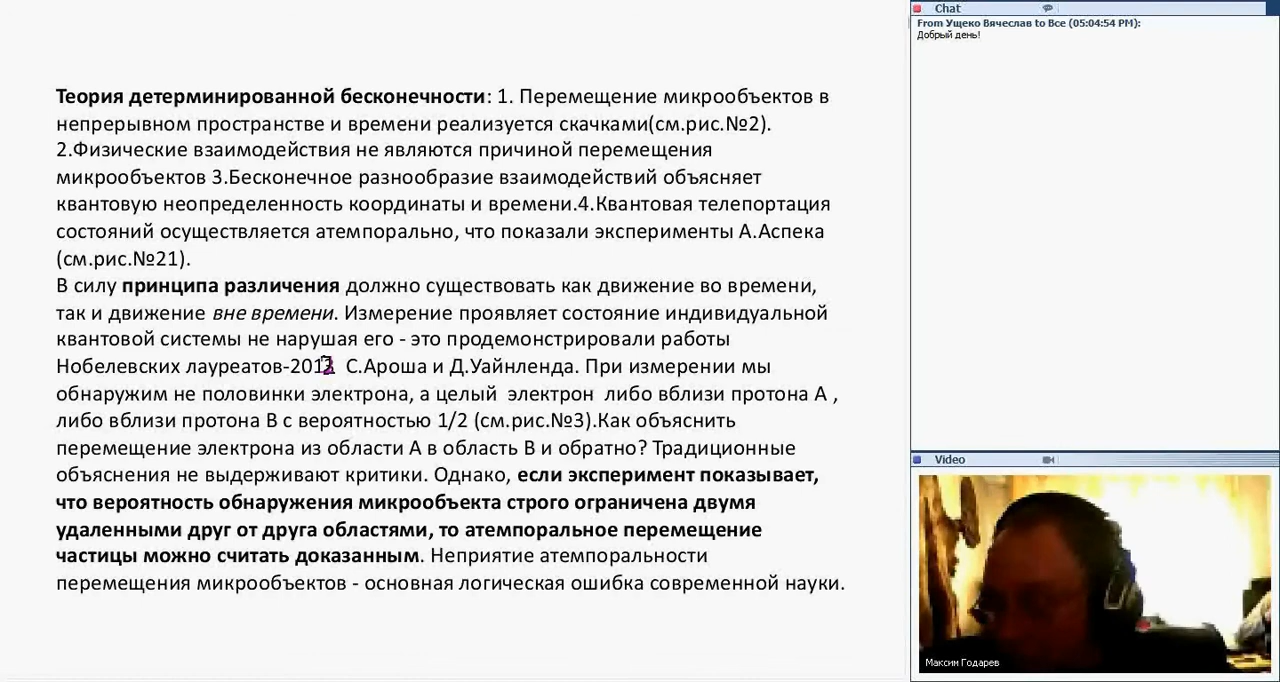 Теория детерминированной бесконечности: 1. Перемещение микрообъектов в
непрерывном пространстве и времени реализуется скачками(см.рис.№2).
2.Физические взаимодействия не являются причиной перемещения
микрообъектов 3.Бесконечное разнообразие взаимодействий объясняет
квантовую неопределенность координаты и времени.4.Квантовая телепортация
состояний осуществляется атемпорально, что показали эксперименты А.Аспека
(см.рис.№21).
В силу принципа различения должно существовать как движение во времени,
так и движение вне времени. Измерение проявляет состояние индивидуальной
квантовой системы не нарушая его - это продемонстрировали работы
Нобелевских лауреатов- С.Ароша и Д.Уайнленда. При измерении мы
обнаружим не половинки электрона, а целый электрон либо вблизи протона А ,
либо вблизи протона В с вероятностью 1/2 (см.рис.№3).Как объяснить
перемещение электрона из области А в область В и обратно? Традиционные
объяснения не выдерживают критики. Однако, если эксперимент показывает,
что вероятность обнаружения микрообъекта строго ограничена двумя
удаленными друг от друга областями, то атемпоральное перемещение
частицы можно считать доказанным. Неприятие атемпоральности
перемещения микрообъектов - основная логическая ошибка современной науки.
Chat
From Ущеко Вячеслав to Все (05:04:54 PM):
Добрый день!
Video
Максим Годарев